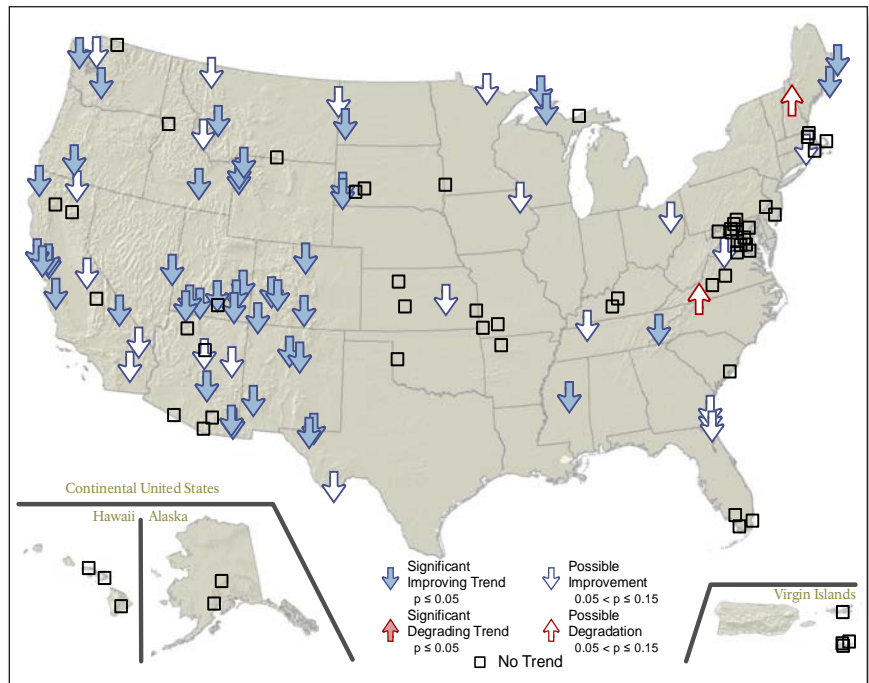 Continental United States
Hawaii
Alaska
Significant
Improving Trend
p ≤ 0.05
Possible
Improvement
0.05 < p ≤ 0.15
Significant
Degrading Trend
p ≤ 0.05
Possible
Degradation
0.05 < p ≤ 0.15
No Trend
Virgin Islands